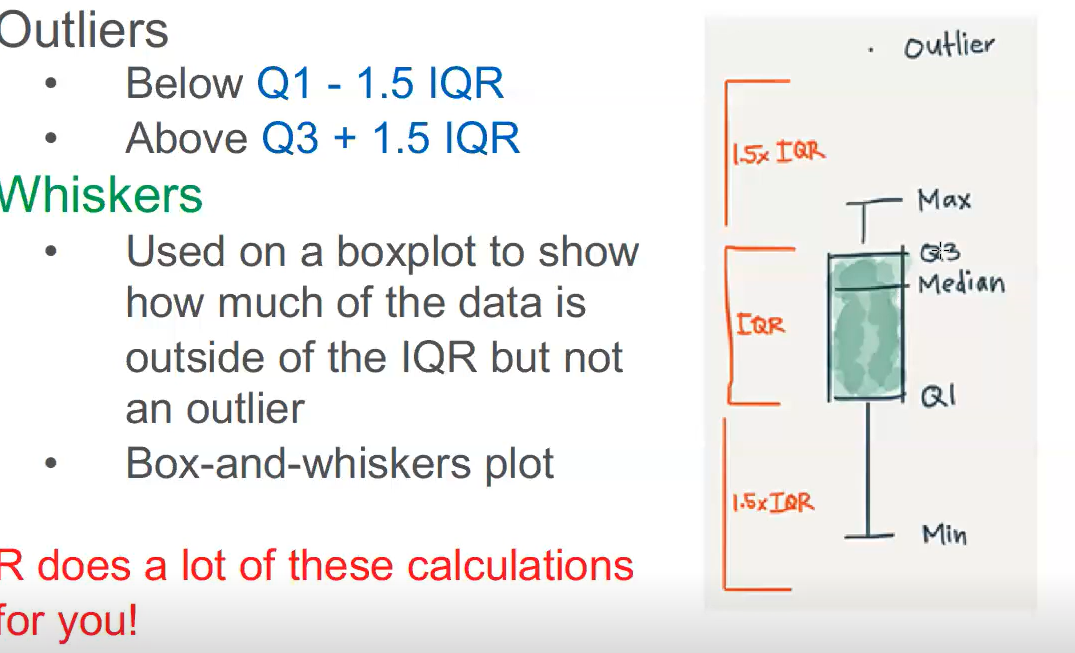 Outliers
• Below Q1 - 1.5 IQR
• Above Q3 + 1.5 IQR
Whiskers
• Used on a boxplot to show
how much of the data is
outside of the IQR but not
an outlier
• Box-and-whiskers plot
R does a lot of these calculations
for you!
outlier
1.5x IQR
Max
Q3
Median
IQR
Q1
1.5xIQR
Min